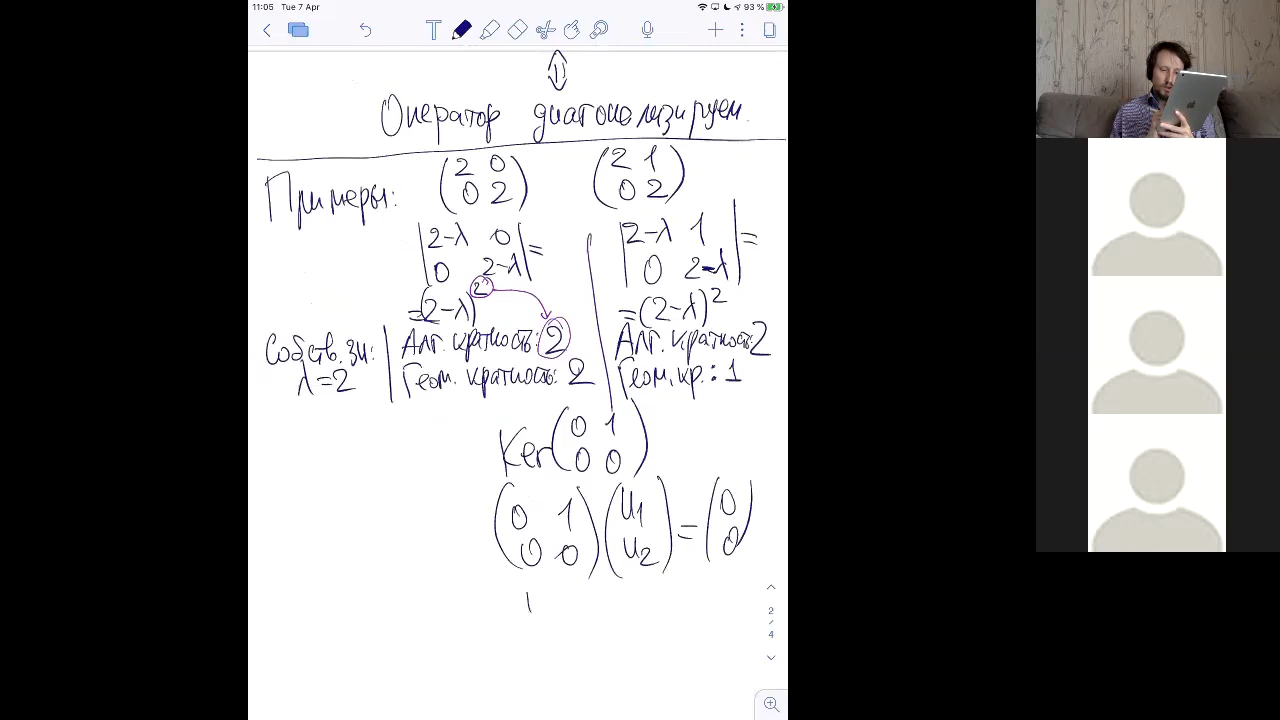 11:05 Tue 7 Apr 93 %
T
Оператор диагонализируем.
Примеры: (2 0 0 2) (2 1 0 2)
|2-λ 0 0 2-λ| = |2-λ 1 0 2-λ| =
=(2-λ)² =(2-λ)²
Собств. зн: λ=2
Алг. кратность: 2 Алг. кратность: 2
Геом. кратность: 2 Геом. кр.: 1
Ker(0 1 0 0)
(0 1 0 0)(u₁ u₂) = (0 0)
2
/
4